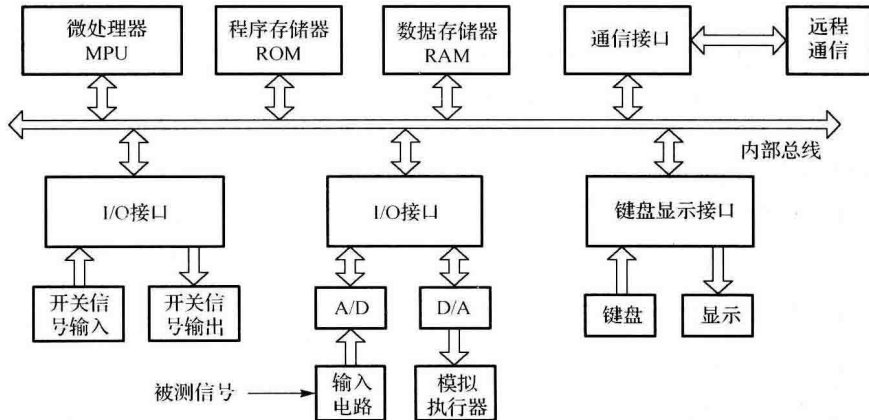 微处理器
MPU
程序存储器
ROM
数据存储器
RAM
通信接口
远程
通信
内部总线
I/O接口
I/O接口
键盘显示接口
开关信
号输入
开关信
号输出
A/D
D/A
键盘
显示
被测信号
输入
电路
模拟
执行器